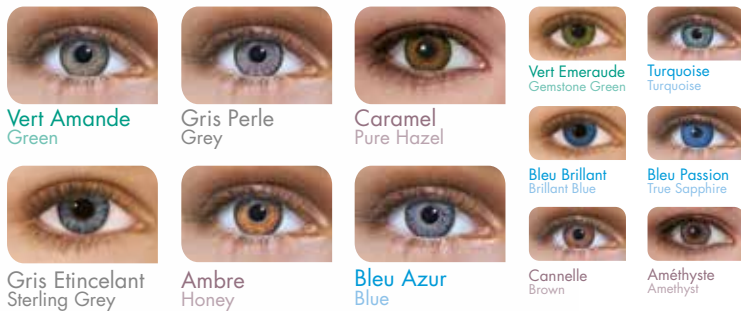 Vert Amande
Green
Gris Perle
Grey
Caramel
Pure Hazel
Vert Emeraude
Gemstone Green
Turquoise
Turquoise
Bleu Brillant
Brillant Blue
Bleu Passion
True Sapphire
Gris Etincelant
Sterling Grey
Ambre
Honey
Bleu Azur
Blue
Cannelle
Brown
Améthyste
Amethyst